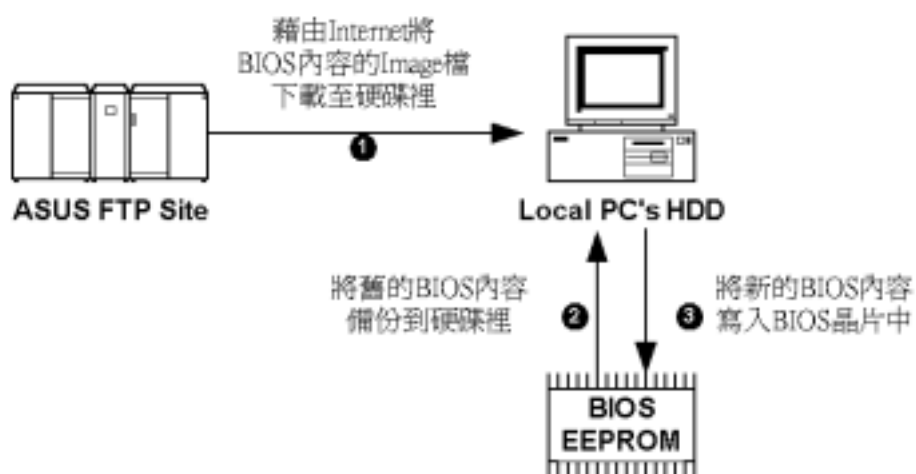 藉由Internet將
BIOS內容的Image檔
下載至硬碟裡
❶
ASUS FTP Site
Local PC's HDD
將舊的BIOS內容
備份到硬碟裡
❷
❸
將新的BIOS內容
寫入BIOS晶片中
BIOS
EEPROM